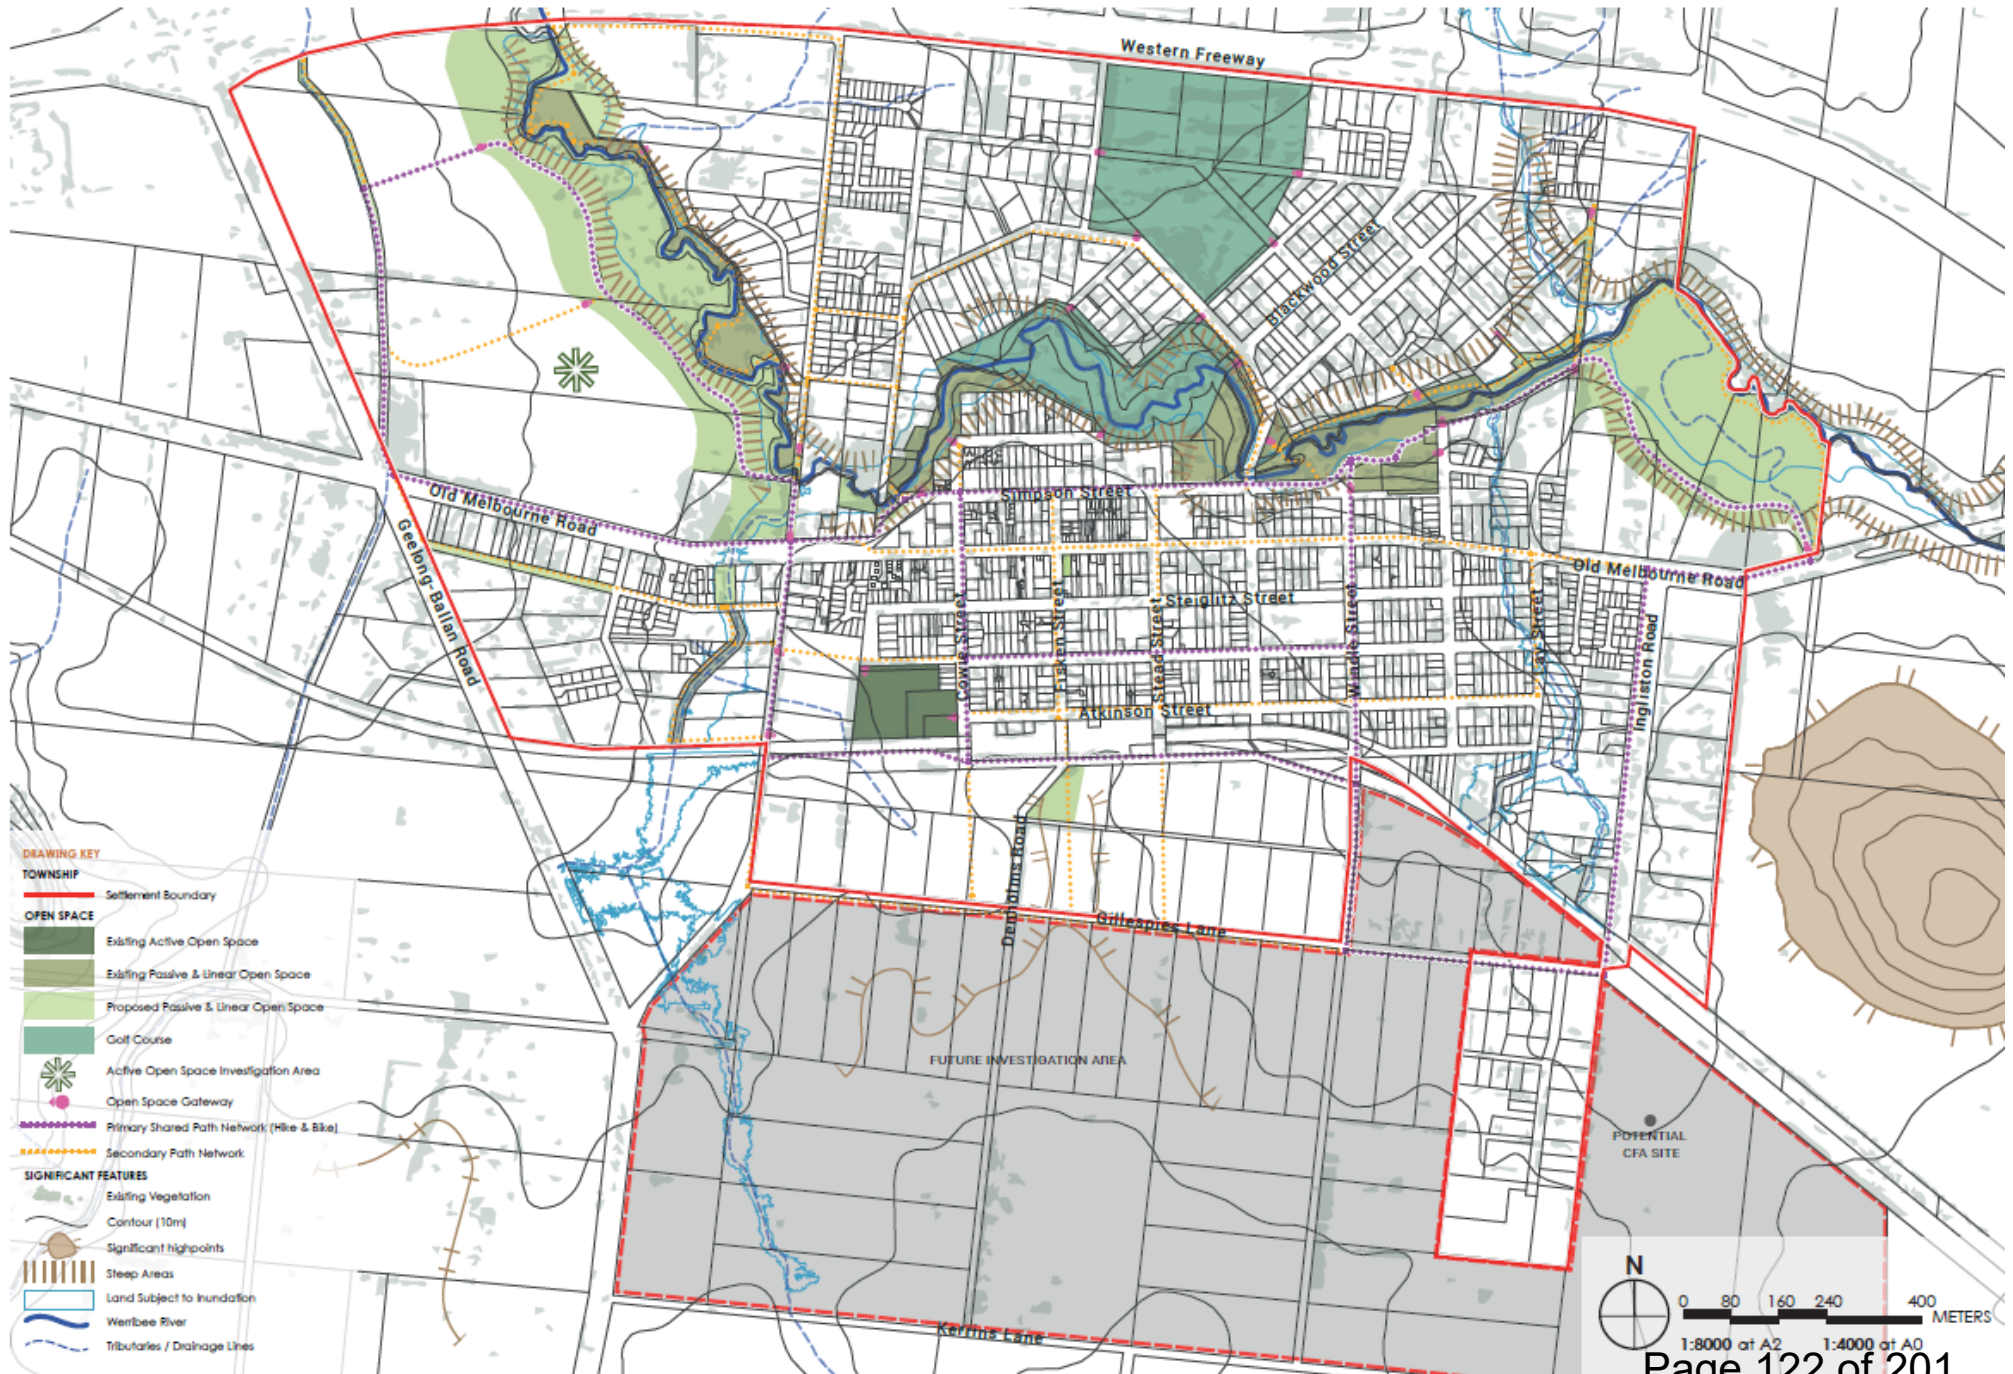 Western Freeway
Blackwood Street
Simpson Street
Old Melbourne Road
Geelong-Ballan Road
Old Melbourne Road
Steiglitz Street
Cowie Street
Fisken Street
Stead Street
Windle Street
Fay Street
Ingliston Road
Atkinson Street
Denholms Road
Gillespies Lane
FUTURE INVESTIGATION AREA
POTENTIAL
CFA SITE
Kerrins Lane
DRAWING KEY
TOWNSHIP
Settlement Boundary
OPEN SPACE
Existing Active Open Space
Existing Passive & Linear Open Space
Proposed Passive & Linear Open Space
Golf Course
Active Open Space Investigation Area
Open Space Gateway
Primary Shared Path Network (Hike & Bike)
Secondary Path Network
SIGNIFICANT FEATURES
Existing Vegetation
Contour (10m)
Significant highpoints
Steep Areas
Land Subject to Inundation
Werribee River
Tributaries / Drainage Lines
N
0 80 160 240 400
METERS
1:8000 at A2 1:4000 at A0
Page 122 of 201